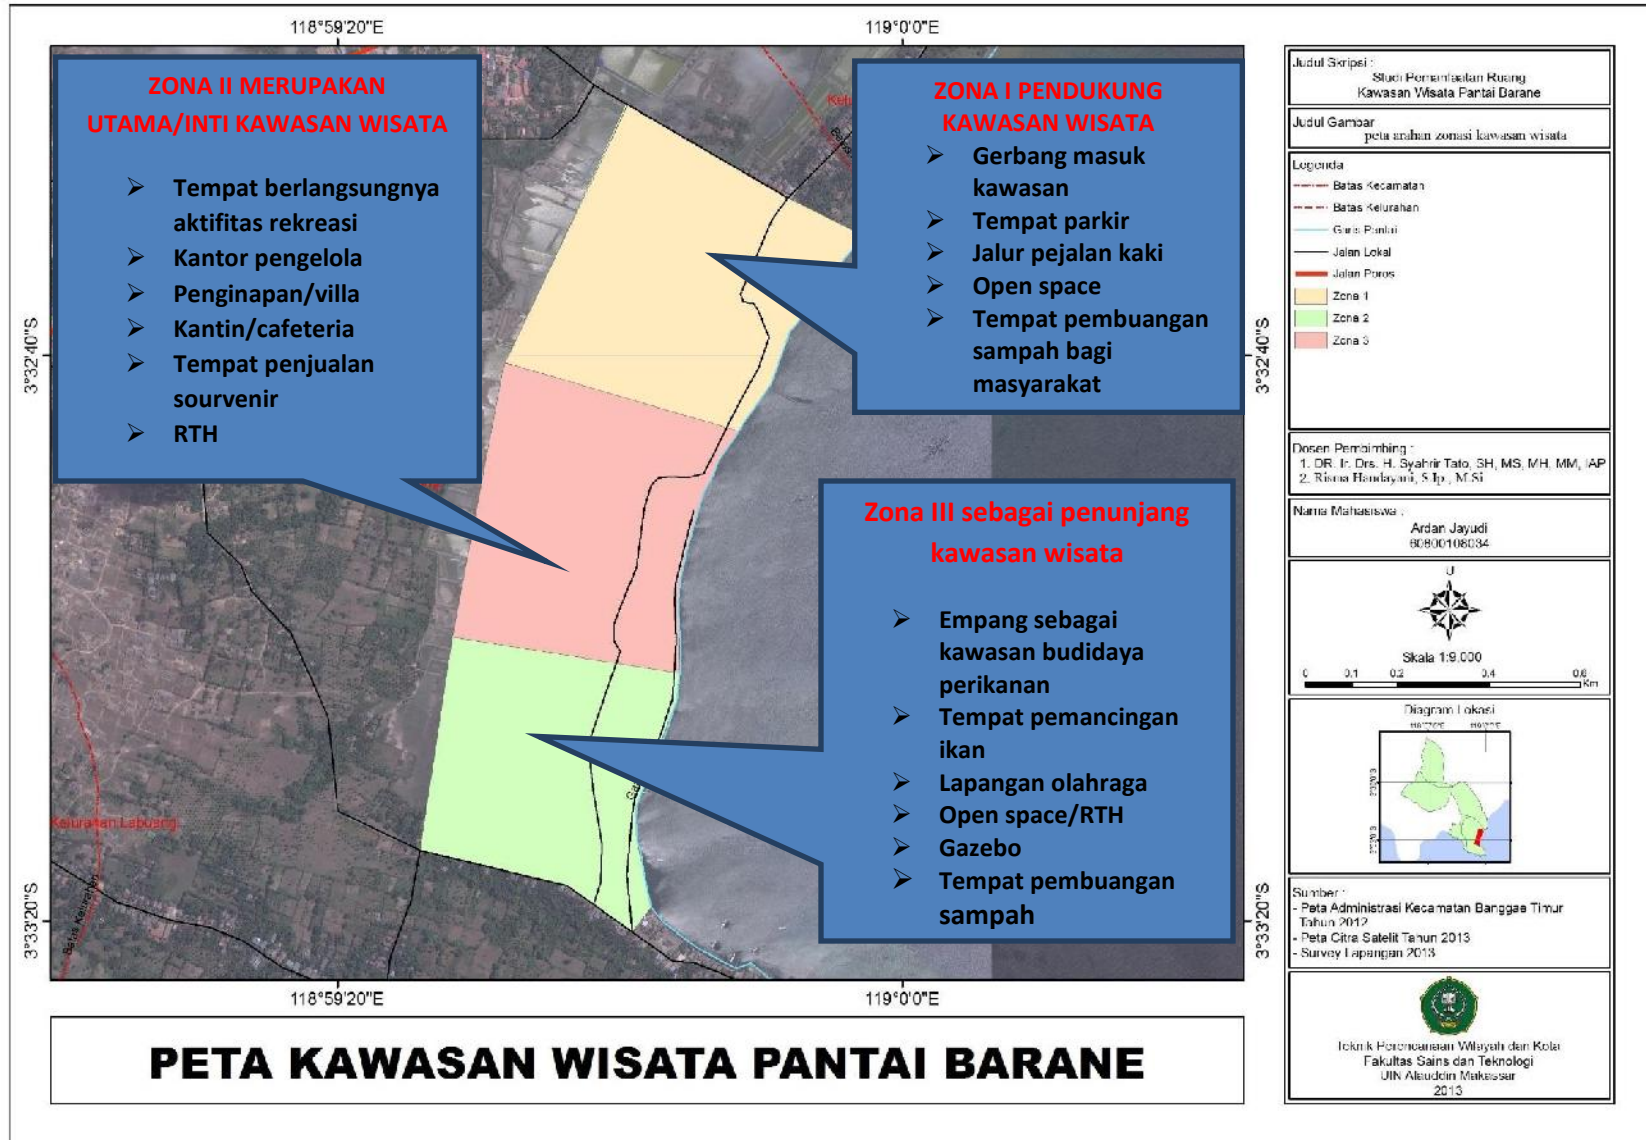 118°59'20"E
119°0'0"E
3°32'40"S
3°33'20"S
ZONA II MERUPAKAN
UTAMA/INTI KAWASAN WISATA
➢ Tempat berlangsungnya
aktifitas rekreasi
➢ Kantor pengelola
➢ Penginapan/villa
➢ Kantin/cafeteria
➢ Tempat penjualan
sourvenir
➢ RTH
ZONA I PENDUKUNG
KAWASAN WISATA
➢ Gerbang masuk
kawasan
➢ Tempat parkir
➢ Jalur pejalan kaki
➢ Open space
➢ Tempat pembuangan
sampah bagi
masyarakat
Zona III sebagai penunjang
kawasan wisata
➢ Empang sebagai
kawasan budidaya
perikanan
➢ Tempat pemancingan
ikan
➢ Lapangan olahraga
➢ Open space/RTH
➢ Gazebo
➢ Tempat pembuangan
sampah
Kelurahan Labuang
Batas Kelurahan
3°32'40"S
3°33'20"S
118°59'20"E
119°0'0"E
PETA KAWASAN WISATA PANTAI BARANE
Judul Skripsi :
Studi Pemanfaatan Ruang
Kawasan Wisata Pantai Barane
Judul Gambar
peta arahan zonasi kawasan wisata
Legenda
Batas Kecamatan
Batas Kelurahan
Garis Pantai
Jalan Lokal
Jalan Poros
Zona 1
Zona 2
Zona 3
Dosen Pembimbing :
1. DR. Ir. Drs. H. Syahrir Tato, SH, MS, MH, MM, IAP
2. Risma Handayani, S.Ip., M.Si
Nama Mahasiswa :
Ardan Jayudi
60800108034
U
Skala 1:9.000
0 0.1 0.2 0.4 0.6
Km
Diagram Lokasi
Sumber :
- Peta Administrasi Kecamatan Banggae Timur
Tahun 2012
- Peta Citra Satelit Tahun 2013
- Survey Lapangan 2013
Teknik Perencanaan Wilayah dan Kota
Fakultas Sains dan Teknologi
UIN Alauddin Makassar
2013